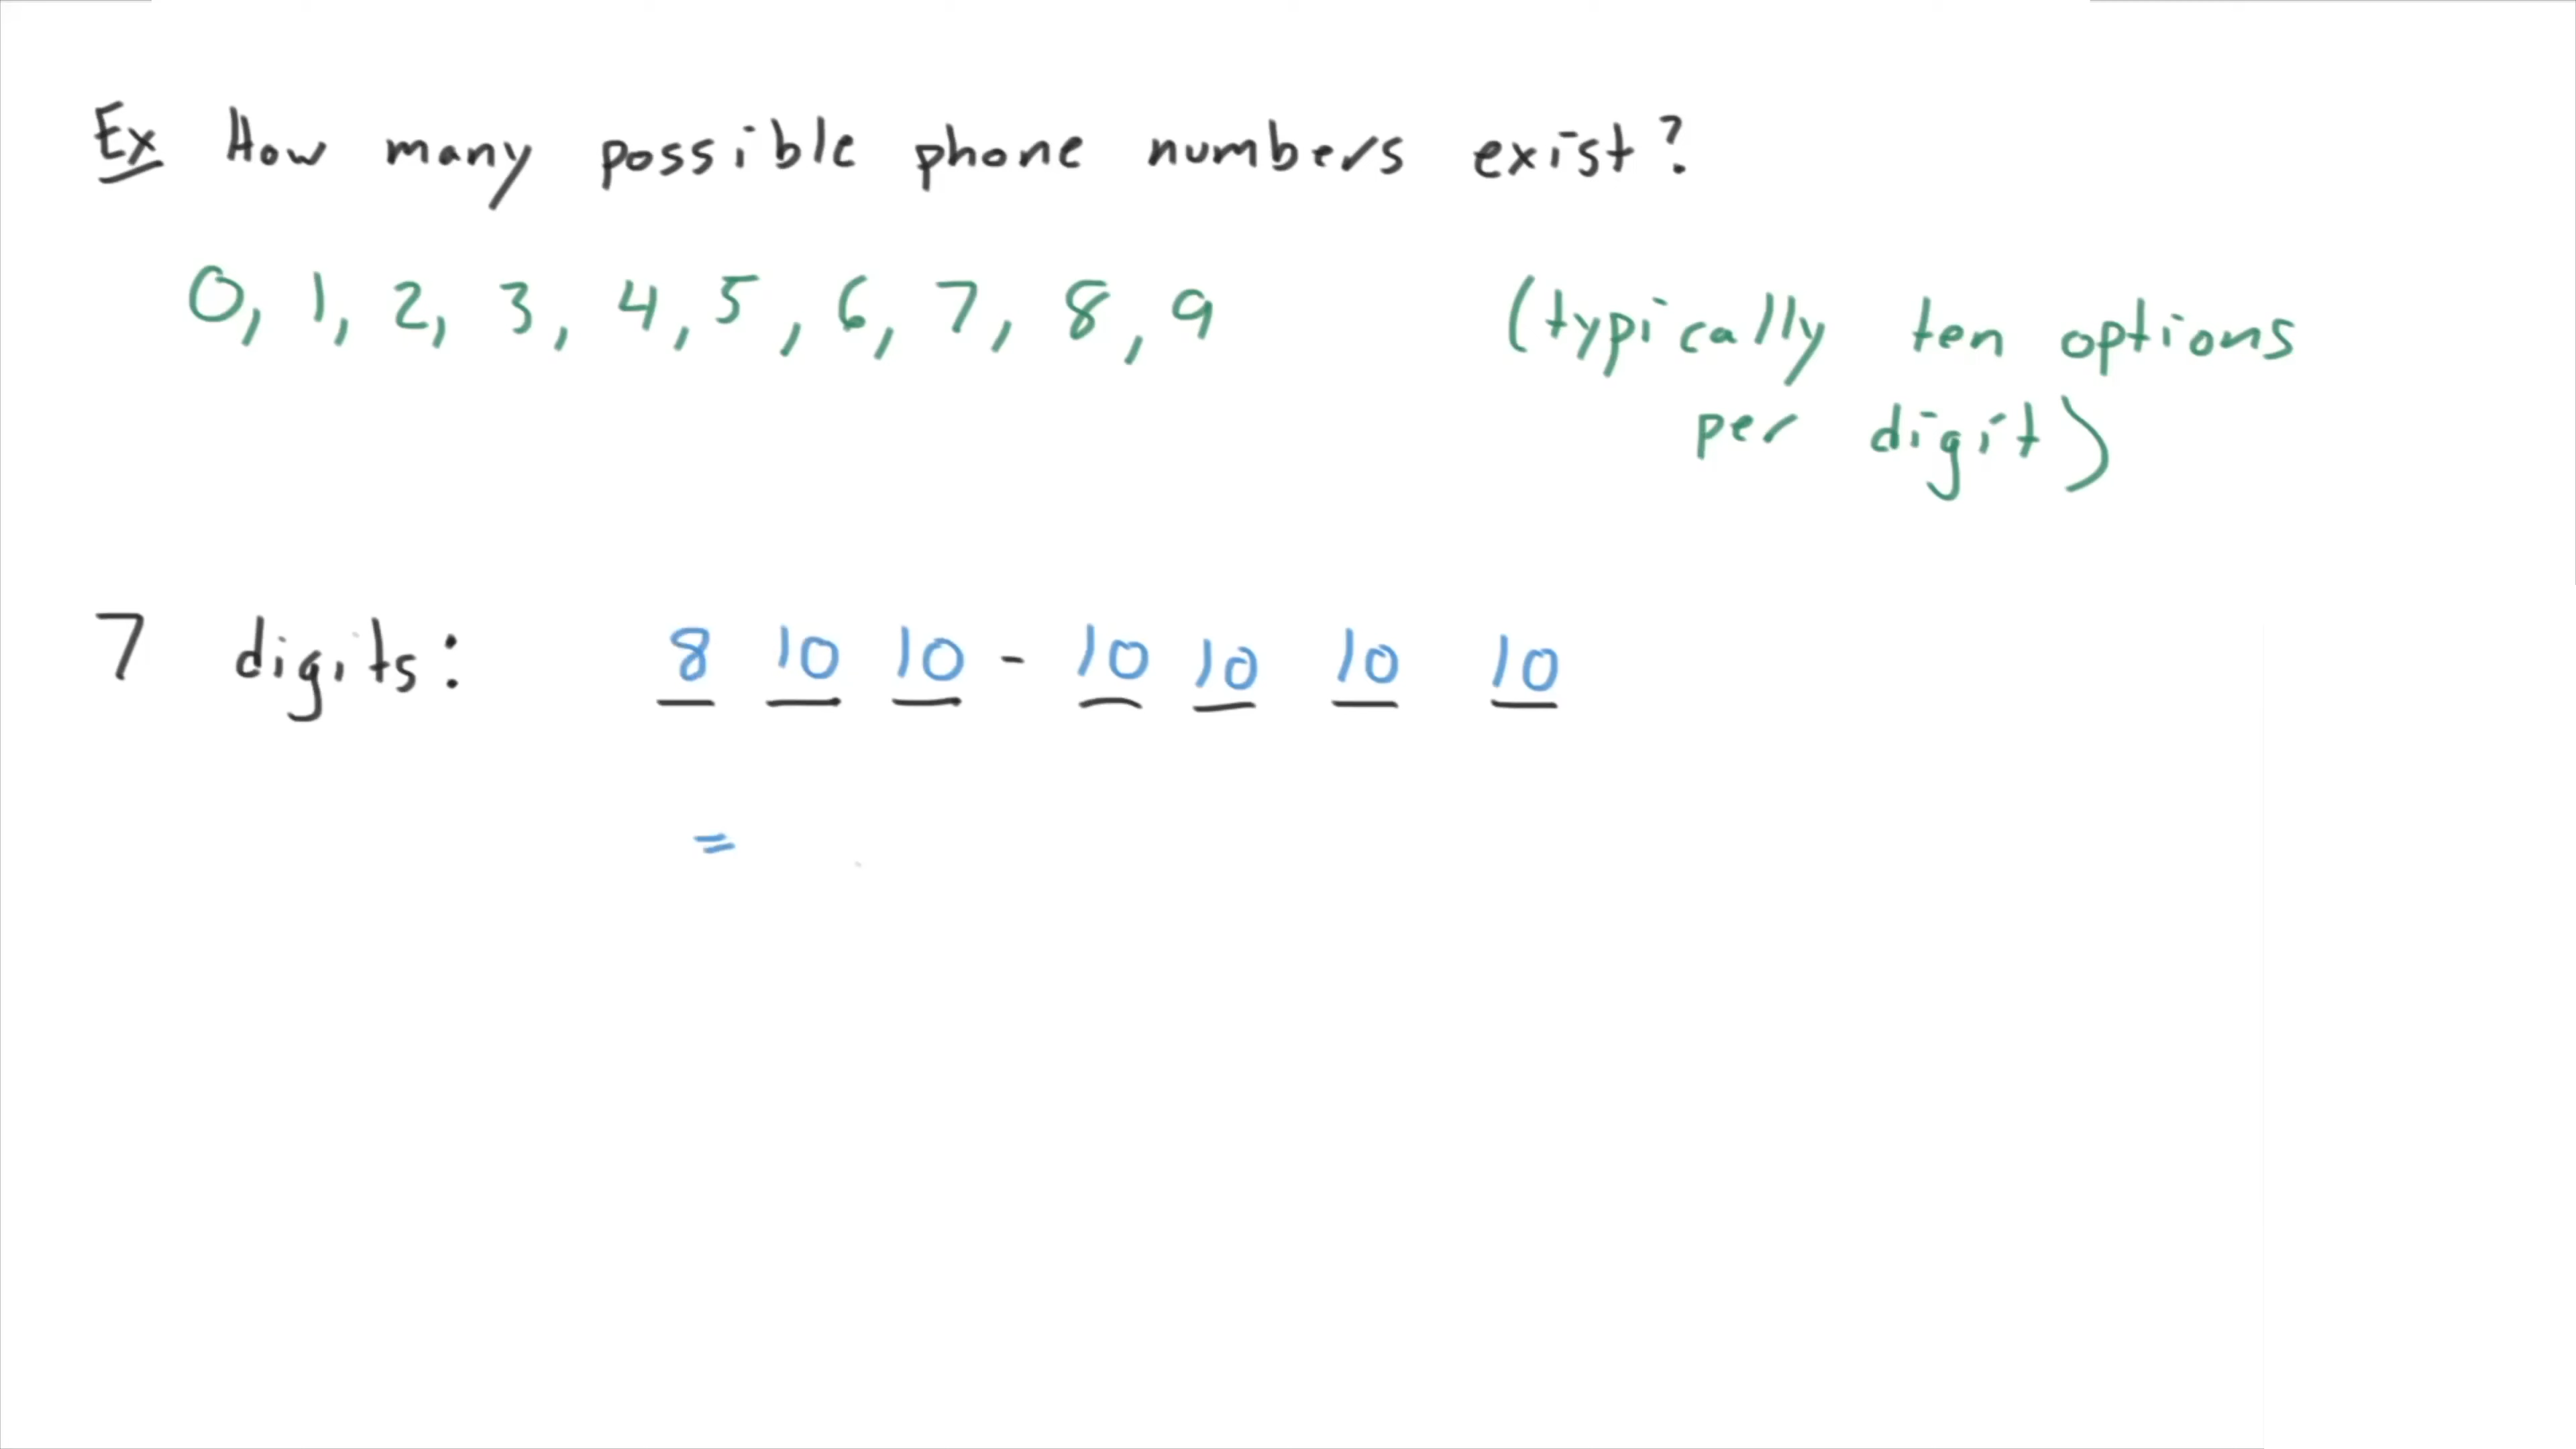 Ex How many possible phone numbers exist?
0, 1, 2, 3, 4, 5, 6, 7, 8, 9 (typically ten options
per digit)
7 digits: 8 10 10 - 10 10 10 10
=